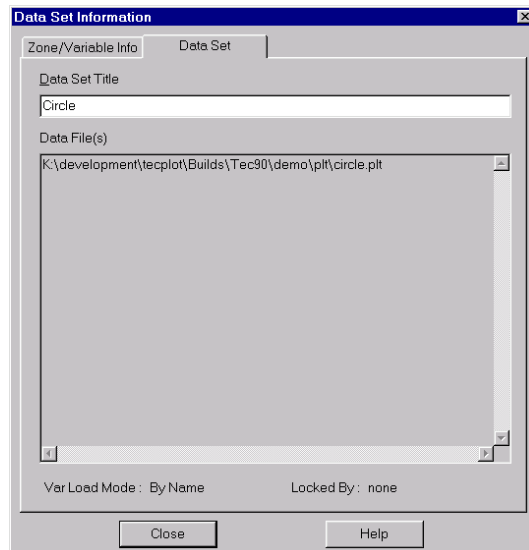 Data Set Information
Zone/Variable Info Data Set
Data Set Title
Circle
Data File(s)
K:\development\tecplot\Builds\Tec90\demo\plt\circle.plt
Var Load Mode : By Name Locked By : none
Close Help